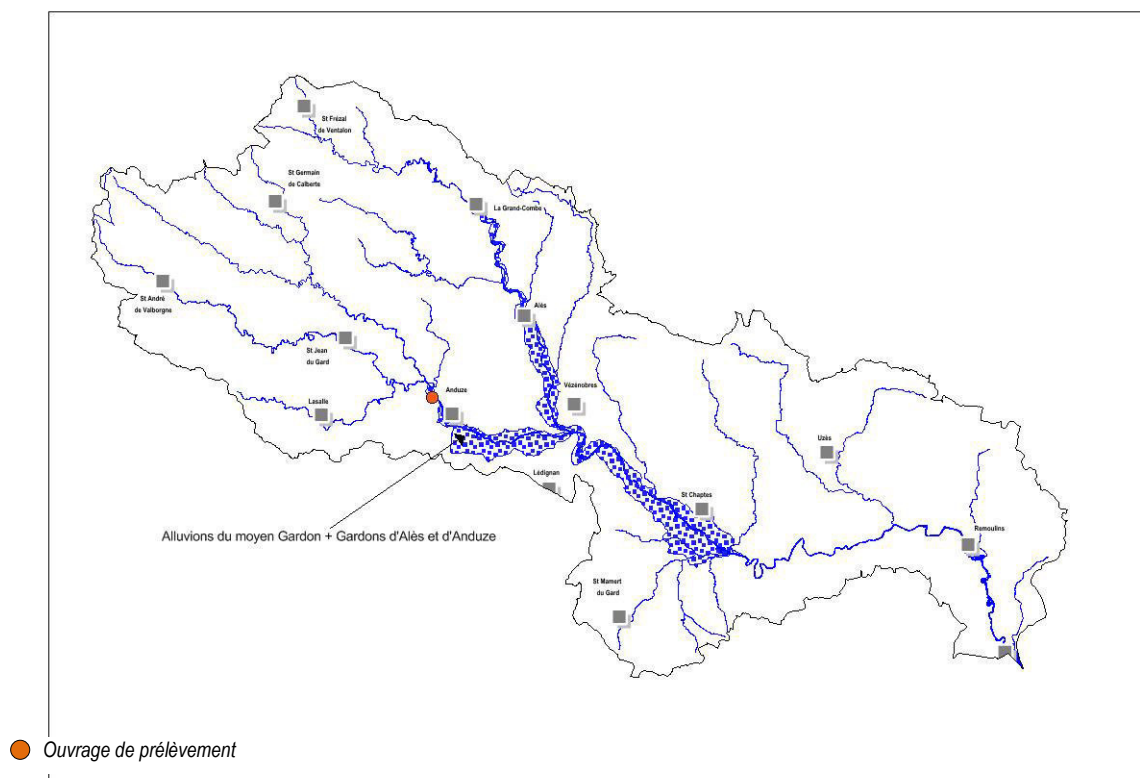 St Frézal
de Ventalon
St Germain
de Calberte
La Grand-Combe
St André
de Valborgne
Alès
St Jean
du Gard
Anduze
Vézénobres
Lasalle
Uzès
Lédignan
St Chaptes
Alluvions du moyen Gardon + Gardons d'Alès et d'Anduze
Remoulins
St Mamert
du Gard
Ouvrage de prélèvement